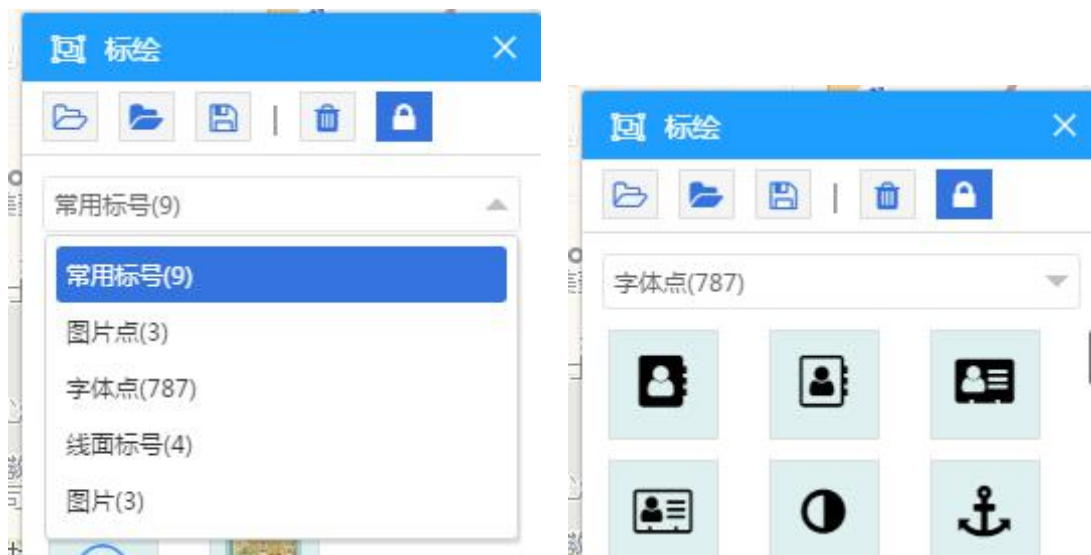 标绘
常用标号(9)
常用标号(9)
图片点(3)
字体点(787)
线面标号(4)
图片(3)
标绘
字体点(787)